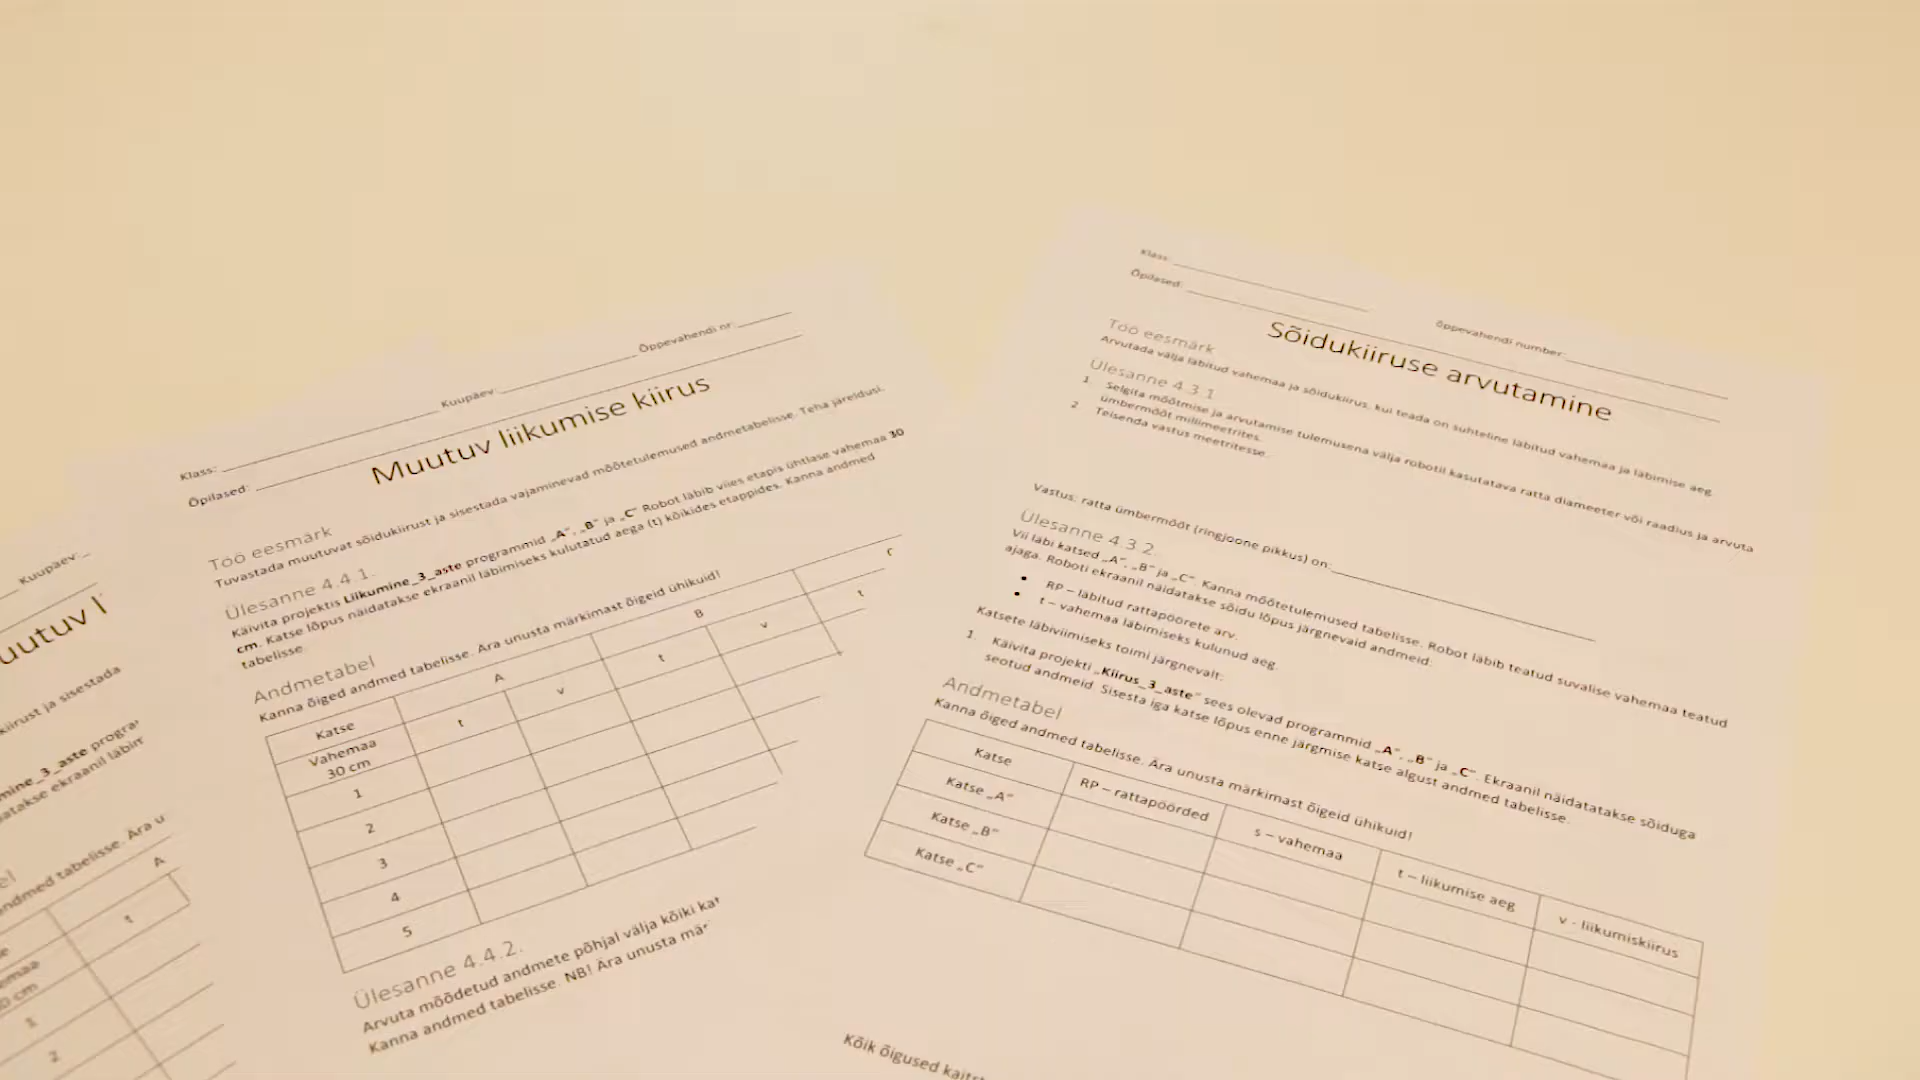 Kuupäev:
uutuv l
kiirust ja sisestada
mine_3_aste progra
atakse ekraanil läbim
andmed tabelisse. Ära u
A
t
1
2
Klass: Kuupäev: Õppevahendi nr:
Õpilased:
Muutuv liikumise kiirus
Töö eesmärk
Tuvastada muutuvat sõidukiirust ja sisestada vajaminevad mõõtetulemused andmetabelisse. Teha järeldusi.
Ülesanne 4.4.1.
Käivita projektis Liikumine_3_aste programmid „A“, „B“ ja „C“ Robot läbib viies etapis ühtlase vahemaa 30
cm. Katse lõpus näidatakse ekraanil läbimiseks kulutatud aega (t) kõikides etappides. Kanna andmed
tabelisse.
Andmetabel
Kanna õiged andmed tabelisse. Ära unusta märkimast õigeid ühikuid!
Katse A B
Vahemaa t v t v t
30 cm
1
2
3
4
5
Ülesanne 4.4.2.
Arvuta mõõdetud andmete põhjal välja kõiki
Kanna andmed tabelisse. NB! Ära unusta
Klass:
Õpilased: Õppevahendi number:
Sõidukiiruse arvutamine
Töö eesmärk
Arvutada välja läbitud vahemaa ja sõidukiirus, kui teada on suhteline läbitud vahemaa ja läbimise aeg.
Ülesanne 4.3.1
1. Selgita mõõtmise ja arvutamise tulemusena välja robotil kasutatava ratta diameeter või raadius ja arvuta
ümbermõõt millimeetrites.
2. Teisenda vastus meetritesse.
Vastus: ratta ümbermõõt (ringjoone pikkus) on:
Ülesanne 4.3.2.
Vii läbi katsed „A“, „B“ ja „C“. Kanna mõõtetulemused tabelisse. Robot läbib teatud suvalise vahemaa teatud
ajaga. Roboti ekraanil näidatakse sõidu lõpus järgnevaid andmeid:
• RP – läbitud rattapöörete arv.
• t – vahemaa läbimiseks kulunud aeg.
Katsete läbiviimiseks toimi järgnevalt:
1. Käivita projekti „Kiirus_3_aste“ sees olevad programmid „A“, „B“ ja „C“. Ekraanil näidatatakse sõiduga
seotud andmeid. Sisesta iga katse lõpus enne järgmise katse algust andmed tabelisse.
Andmetabel
Kanna õiged andmed tabelisse. Ära unusta märkimast õigeid ühikuid!
Katse RP – rattapöörded s – vahemaa t – liikumise aeg v - liikumiskiirus
Katse „A“
Katse „B“
Katse „C“
Kõik õigused